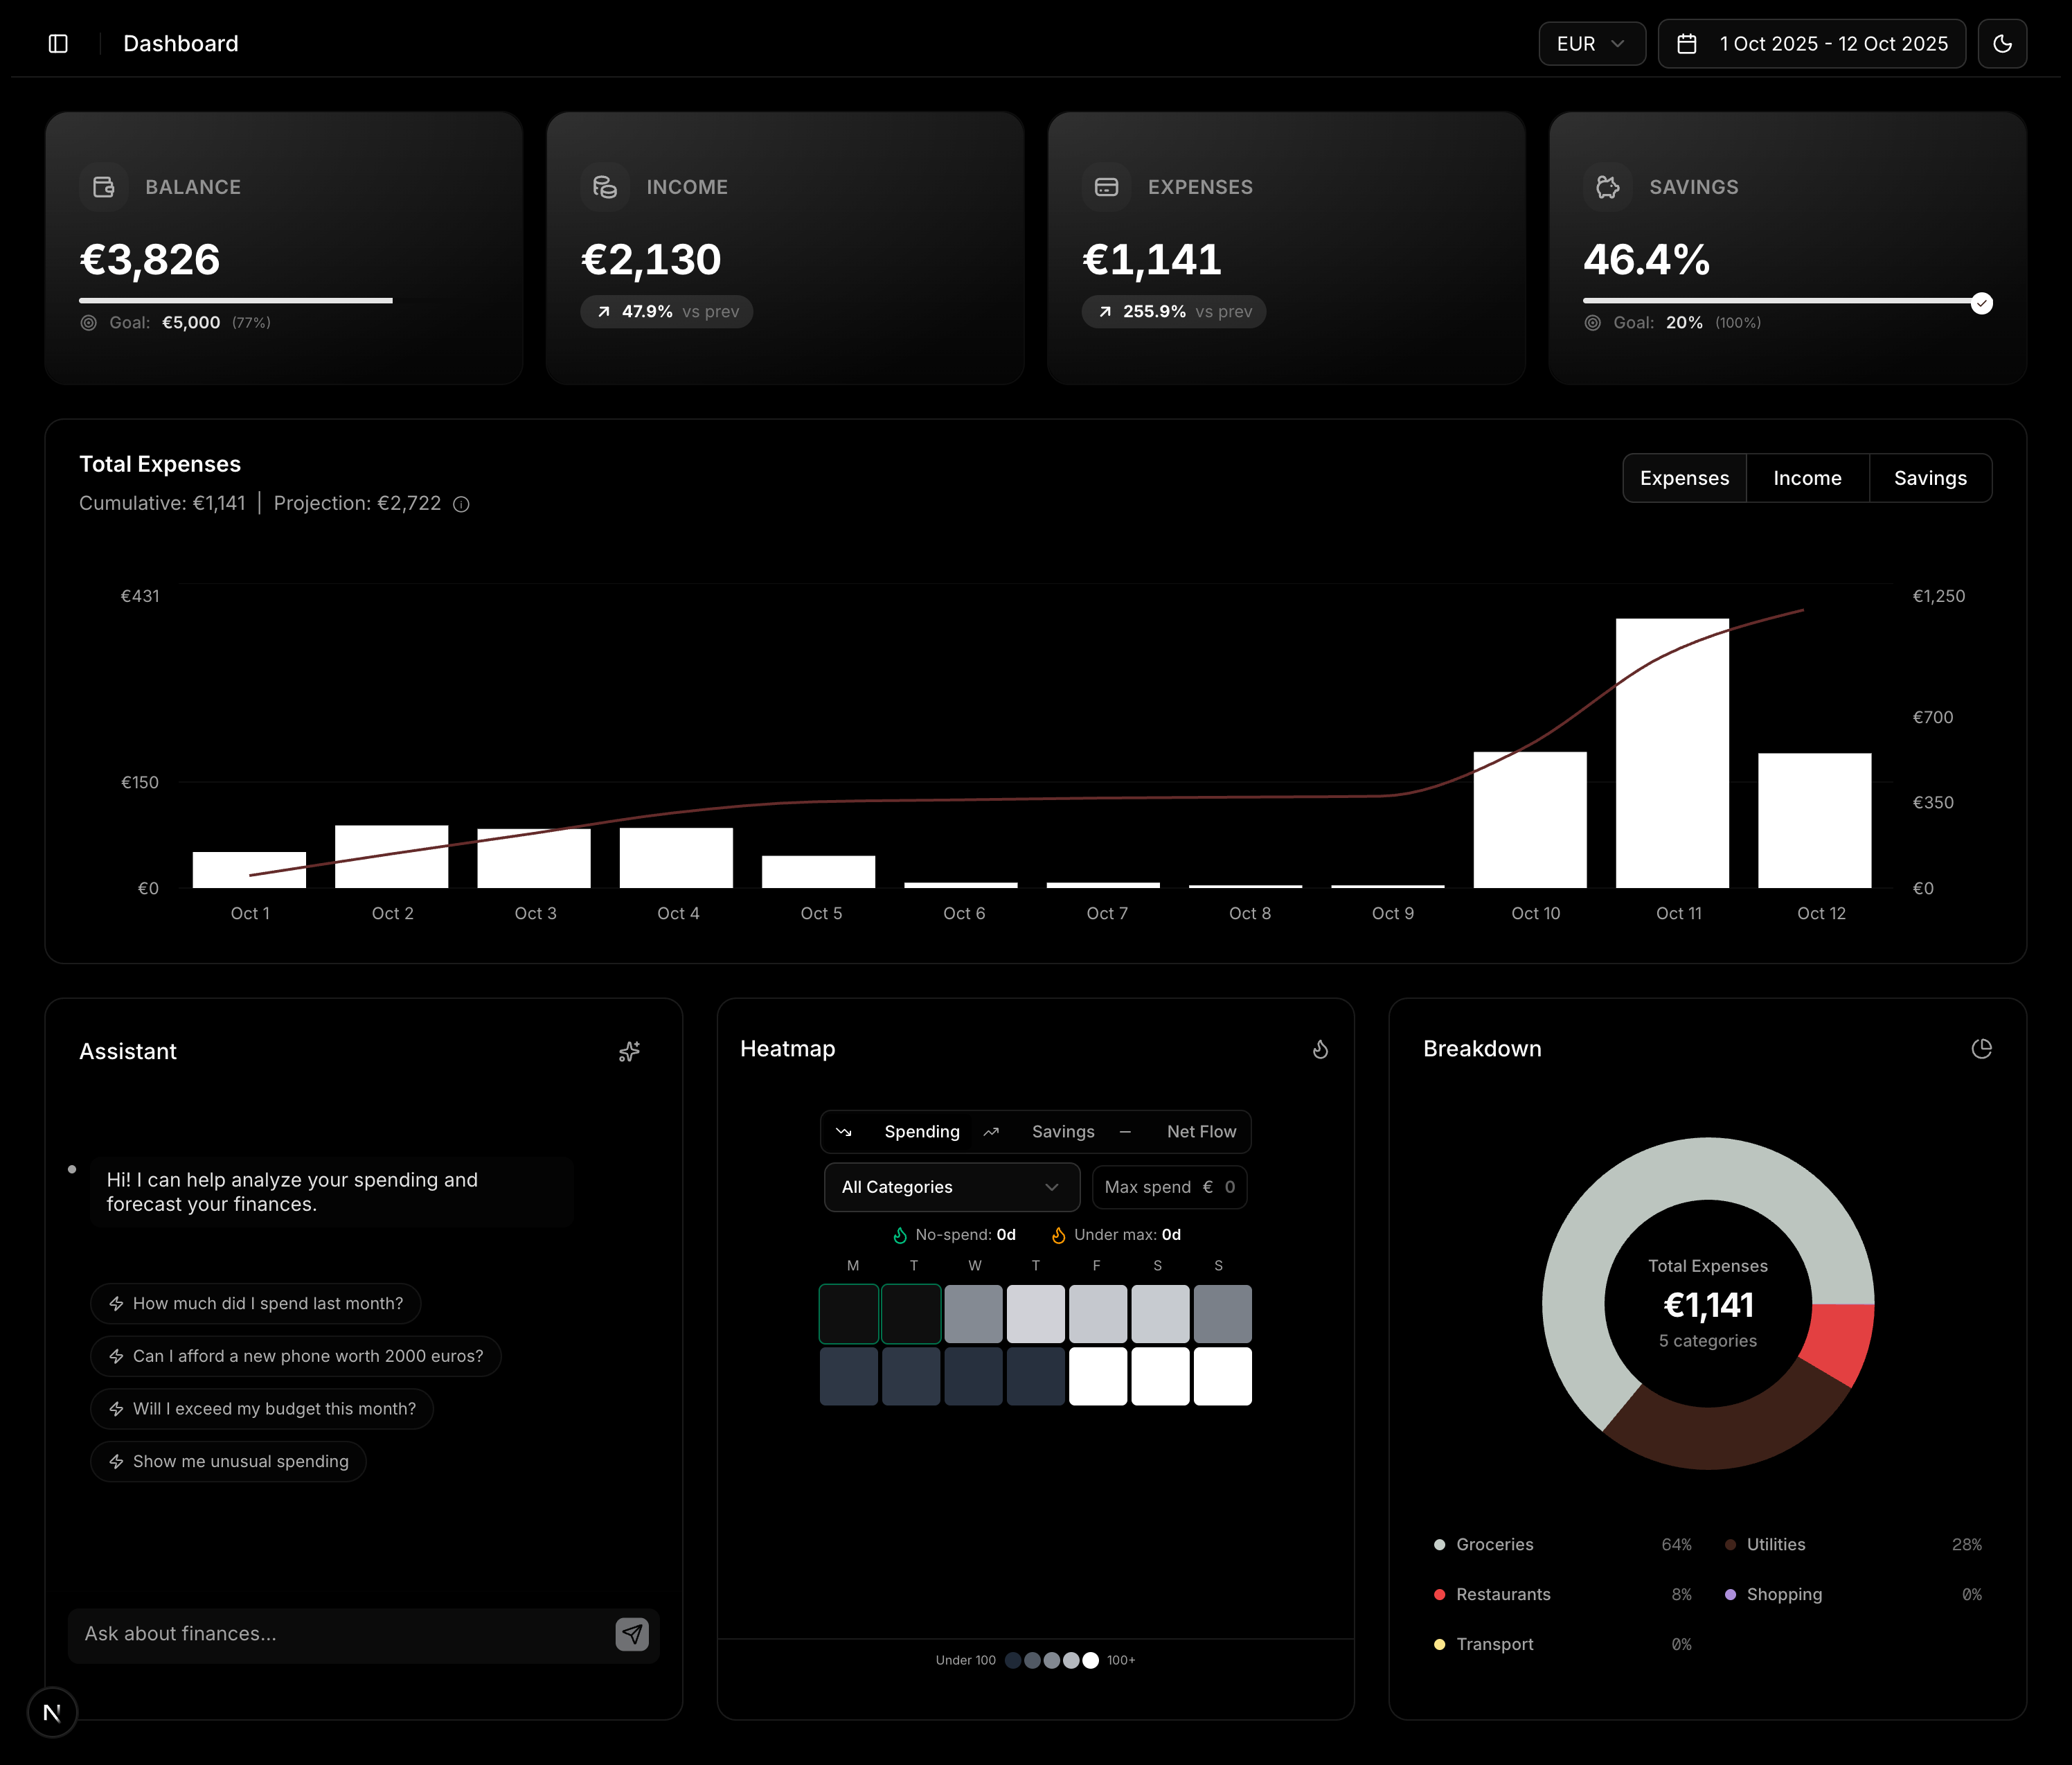 Dashboard
EUR
1 Oct 2025 - 12 Oct 2025
BALANCE
€3,826
Goal: €5,000 (77%)
INCOME
€2,130
47.9% vs prev
EXPENSES
€1,141
255.9% vs prev
SAVINGS
46.4%
Goal: 20% (100%)
Total Expenses
Cumulative: €1,141 | Projection: €2,722
Expenses Income Savings
€431
€150
€0
€1,250
€700
€350
€0
Oct 1 Oct 2 Oct 3 Oct 4 Oct 5 Oct 6 Oct 7 Oct 8 Oct 9 Oct 10 Oct 11 Oct 12
Assistant
Hi! I can help analyze your spending and
forecast your finances.
How much did I spend last month?
Can I afford a new phone worth 2000 euros?
Will I exceed my budget this month?
Show me unusual spending
Ask about finances...
N
Heatmap
Spending Savings Net Flow
All Categories
Max spend € 0
No-spend: 0d Under max: 0d
M T W T F S S
Under 100 100+
Breakdown
Total Expenses
€1,141
5 categories
Groceries 64% Utilities 28%
Restaurants 8% Shopping 0%
Transport 0%